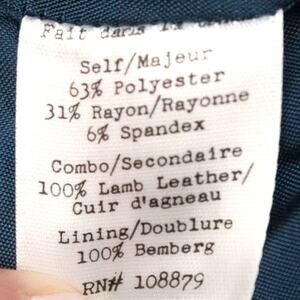 Fait dans
Self/Majeur
63% Polyester
31% Rayon/Rayonne
6% Spandex
Combo/Secondaire
100% Lamb Leather/
Cuir d'agneau
Lining/Doublure
100% Bemberg
RN# 108879